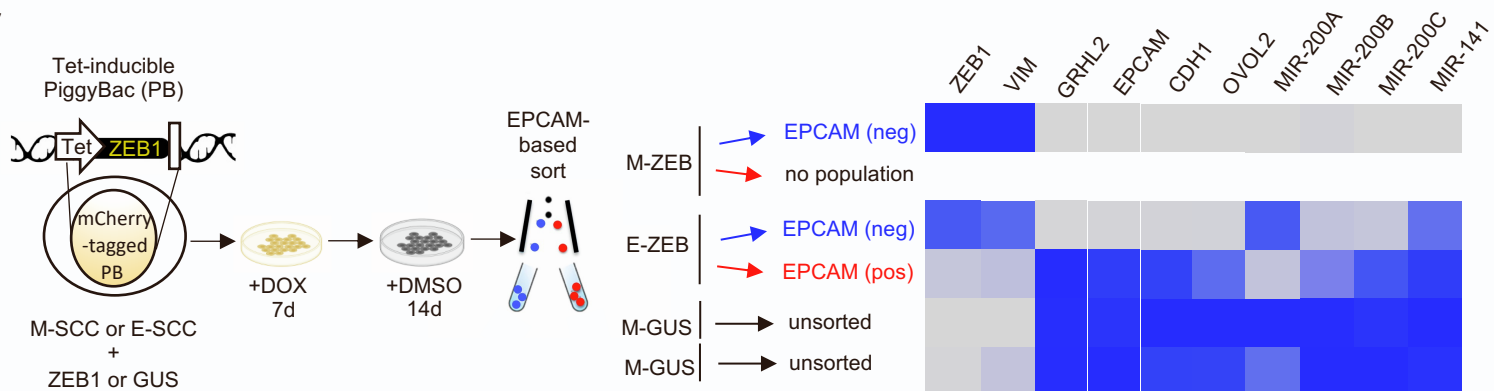 Tet-inducible
PiggyBac (PB)
Tet
ZEB1
mCherry
-tagged
PB
M-SCC or E-SCC
+
ZEB1 or GUS
+DOX
7d
+DMSO
14d
EPCAM-
based
sort
M-ZEB
EPCAM (neg)
no population
E-ZEB
EPCAM (neg)
EPCAM (pos)
M-GUS
unsorted
M-GUS
unsorted
ZEB1
VIM
GRHL2
EPCAM
CDH1
OVOL2
MIR-200A
MIR-200B
MIR-200C
MIR-141